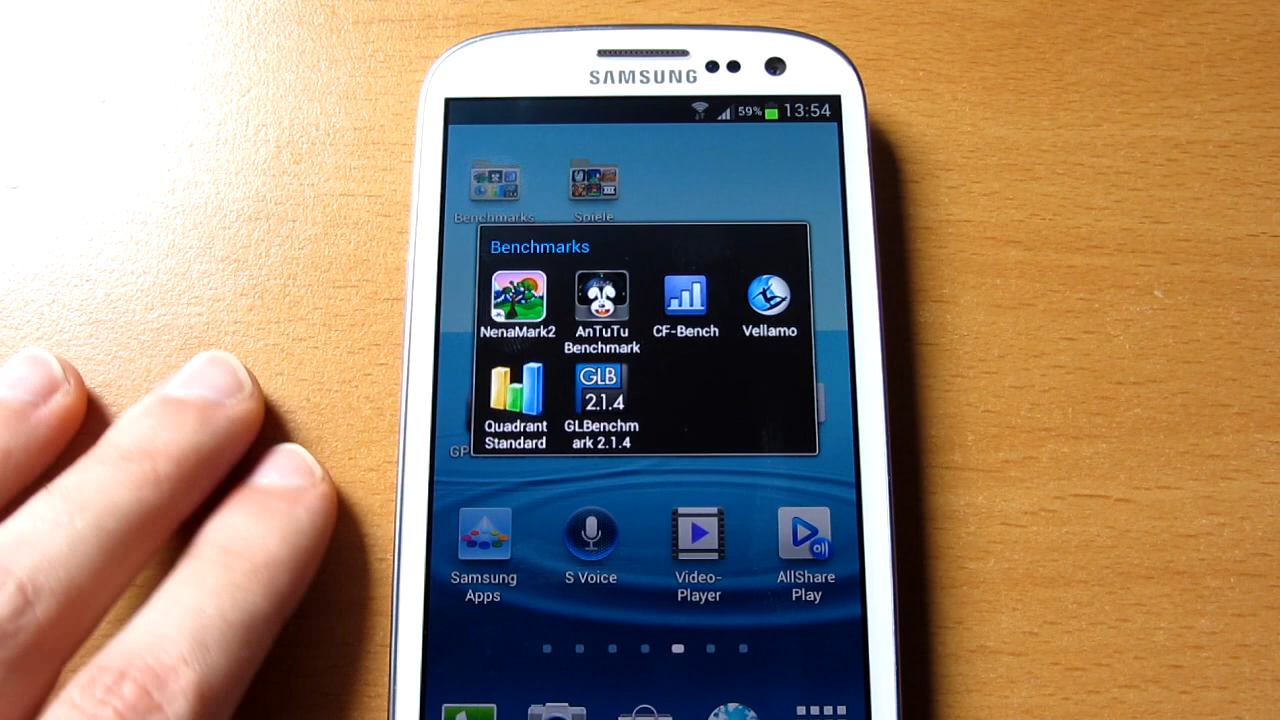 SAMSUNG
59% 13:54
Benchmarks Spiele
Benchmarks
NenaMark2 AnTuTu Benchmark CF-Bench Vellamo
GLB 2.1.4
Quadrant Standard GLBenchm ark 2.1.4
GP
Samsung Apps S Voice Video- Player AllShare Play